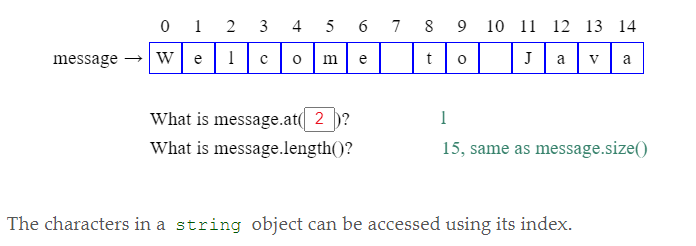 0 1 2 3 4 5 6 7 8 9 10 11 12 13 14
message → W e l c o m e t o J a v a
What is message.at( 2 )? l
What is message.length()? 15, same as message.size()
The characters in a string object can be accessed using its index.